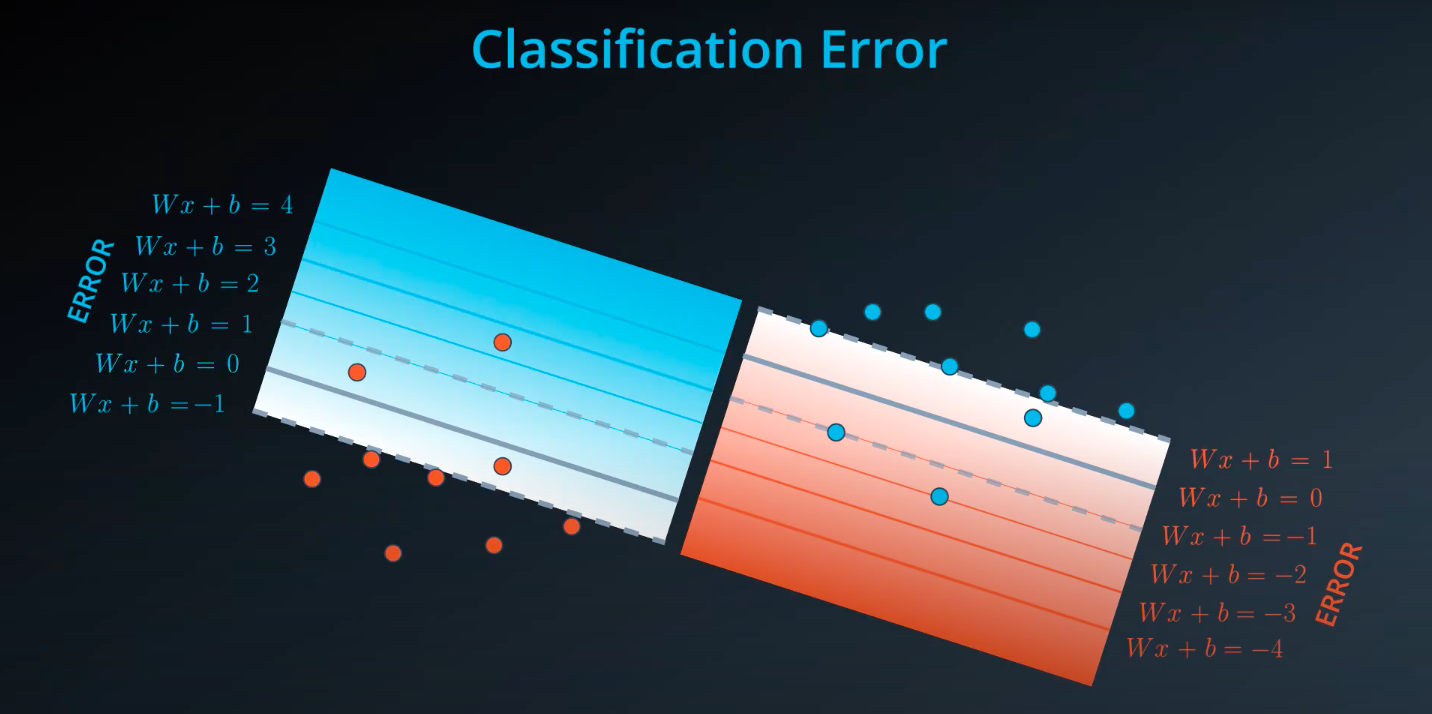 Classification Error
Wx + b = 4
Wx + b = 3
Wx + b = 2
Wx + b = 1
Wx + b = 0
Wx + b =−1
ERROR
Wx + b = 1
Wx + b = 0
Wx + b =−1
Wx + b = −2
Wx + b = −3
Wx + b = −4
ERROR